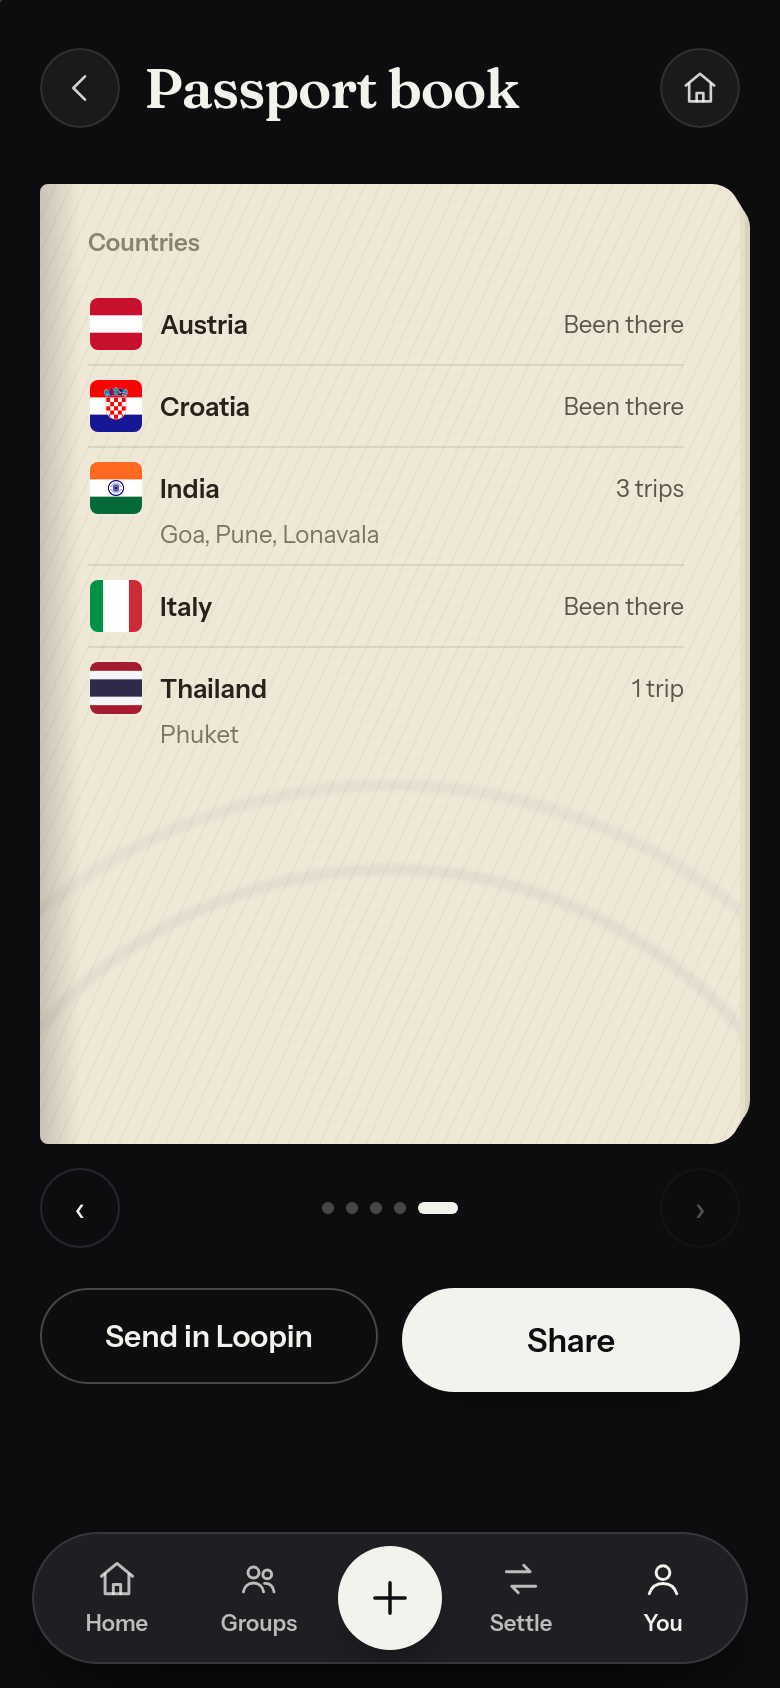 Passport book
Countries
Austria Been there
Croatia Been there
India 3 trips
Goa, Pune, Lonavala
Italy Been there
Thailand 1 trip
Phuket
‹ ›
Send in Loopin Share
Home Groups Settle You